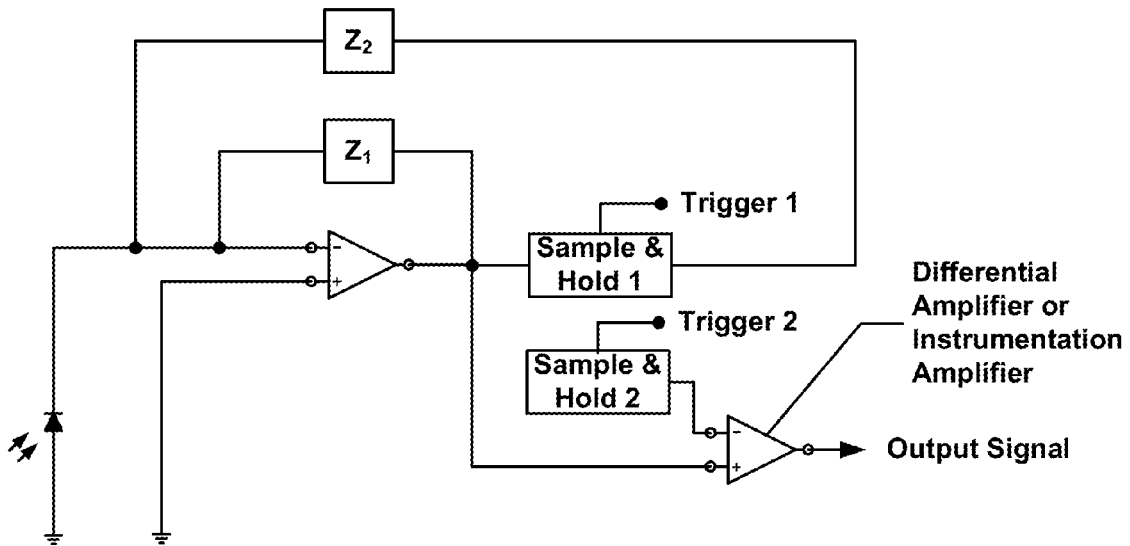 Z2
Z1
Trigger 1
Sample &
Hold 1
Differential
Amplifier or
Instrumentation
Amplifier
Trigger 2
Sample &
Hold 2
Output Signal